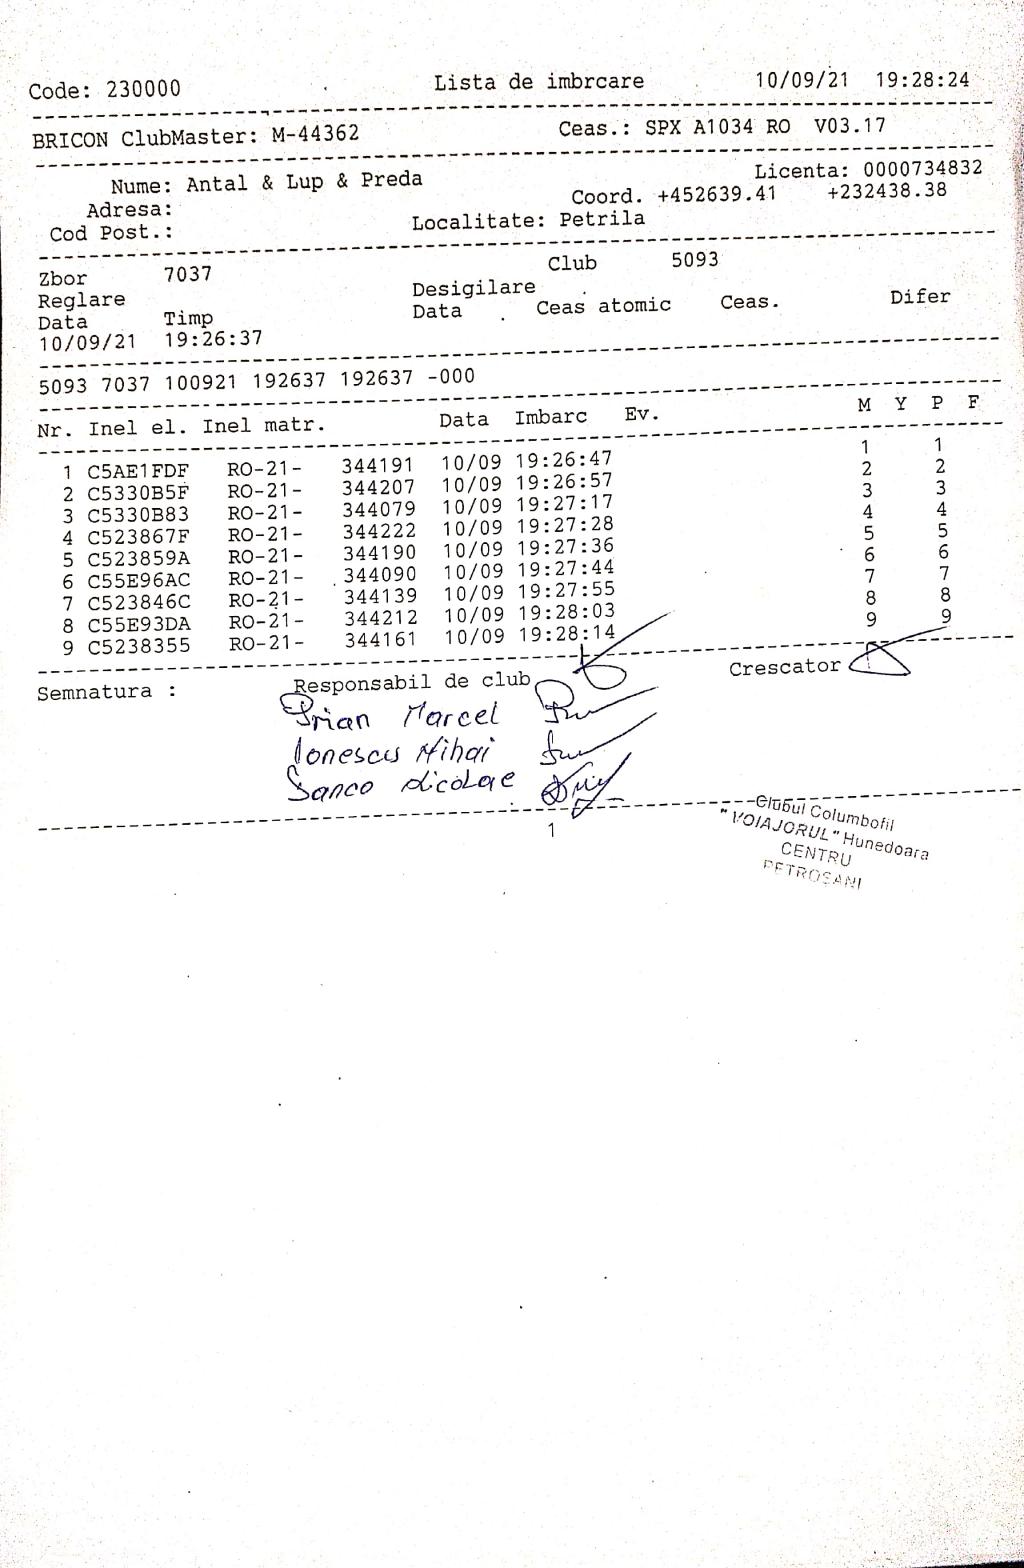 Code: 230000 Lista de imbrcare 10/09/21 19:28:24
BRICON ClubMaster: M-44362 Ceas.: SPX A1034 RO V03.17
Nume: Antal & Lup & Preda Licenta: 0000734832
Adresa: Coord. +452639.41 +232438.38
Cod Post.: Localitate: Petrila
Zbor 7037 Club 5093
Reglare Desigilare
Data Timp Data Ceas atomic Ceas. Difer
10/09/21 19:26:37
5093 7037 100921 192637 192637 -000
Nr. Inel el. Inel matr. Data Imbarc Ev. M Y P F
1 C5AE1FDF RO-21- 344191 10/09 19:26:47 1 1
2 C5330B5F RO-21- 344207 10/09 19:26:57 2 2
3 C5330B83 RO-21- 344079 10/09 19:27:17 3 3
4 C523867F RO-21- 344222 10/09 19:27:28 4 4
5 C523859A RO-21- 344190 10/09 19:27:36 5 5
6 C55E96AC RO-21- 344090 10/09 19:27:44 6 6
7 C523846C RO-21- 344139 10/09 19:27:55 7 7
8 C55E93DA RO-21- 344212 10/09 19:28:03 8 8
9 C5238355 RO-21- 344161 10/09 19:28:14 9 9
Semnatura : Responsabil de club Crescator
Marcel
Ionescu Mihai
Sanco Nicolae
1
Clubul Columbofil
"VOIAJORUL" Hunedoara
CENTRU
PETROSANI